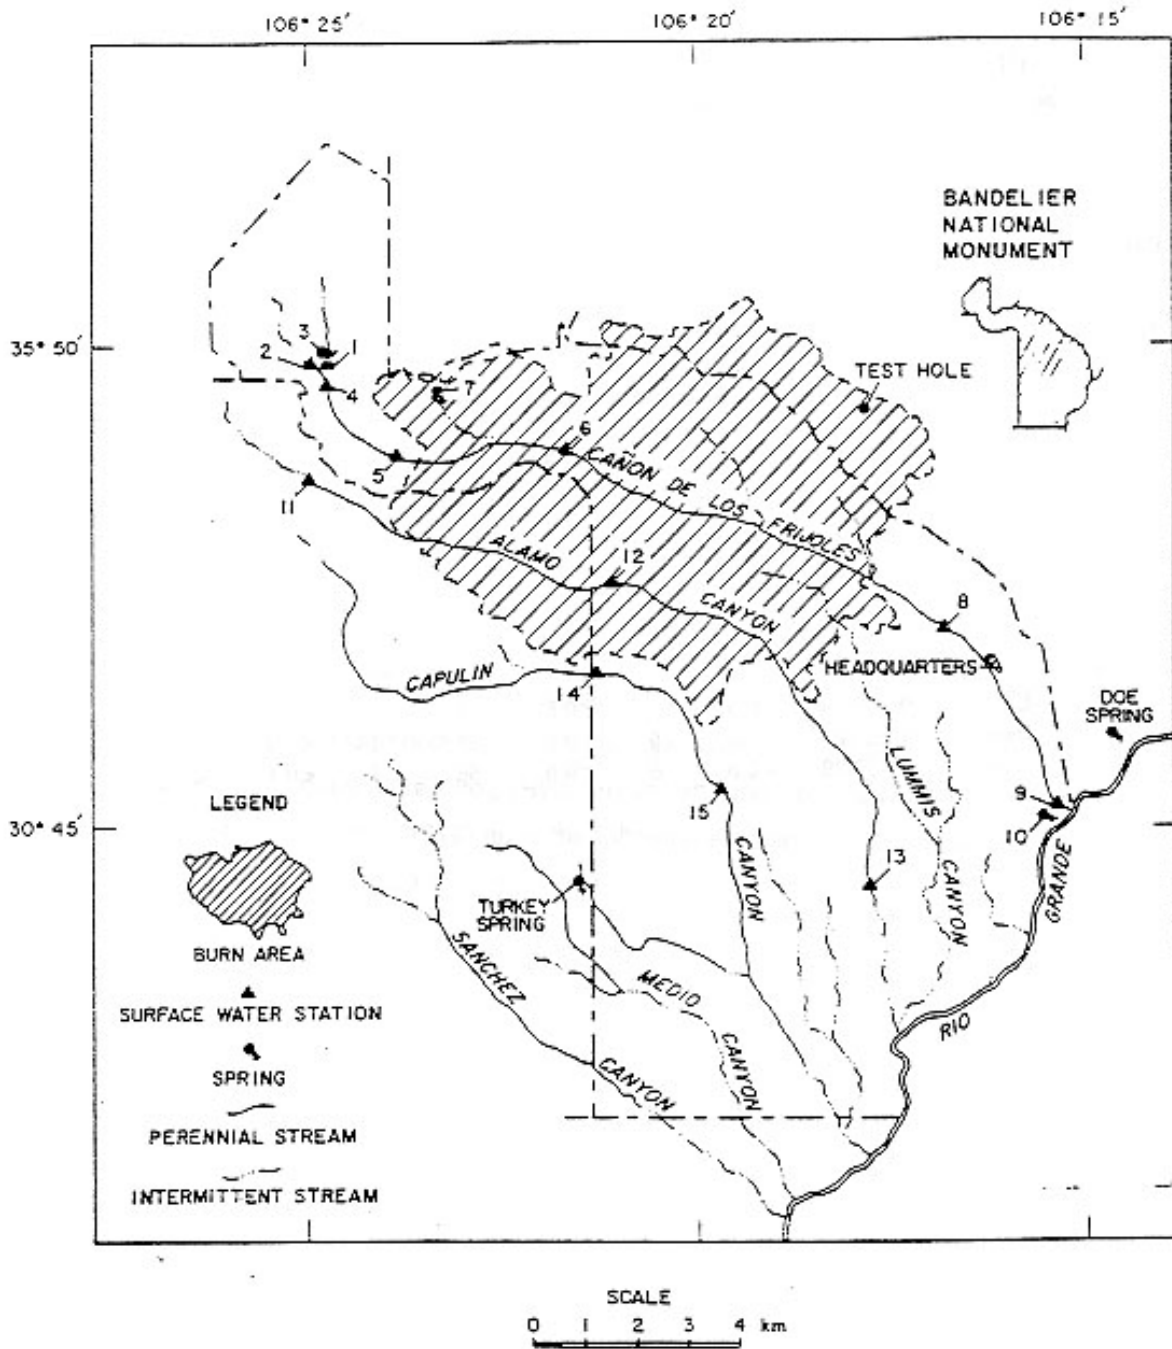 106° 25′ 106° 20′ 106° 15′
BANDELIER
NATIONAL
MONUMENT
35° 50′
3
2
1
4
7
TEST HOLE
6
5
CAÑON DE LOS FRIJOLES
11
ALAMO
12
CANYON
8
HEADQUARTERS
CAPULIN
14
DOE
SPRING
LUMMIS
LEGEND
9
15
10
30° 45′
13
CANYON
CANYON
GRANDE
TURKEY
SPRING
BURN AREA
SANCHEZ
MEDIO
SURFACE WATER STATION
RIO
SPRING
CANYON
CANYON
PERENNIAL STREAM
INTERMITTENT STREAM
SCALE
0 1 2 3 4 km